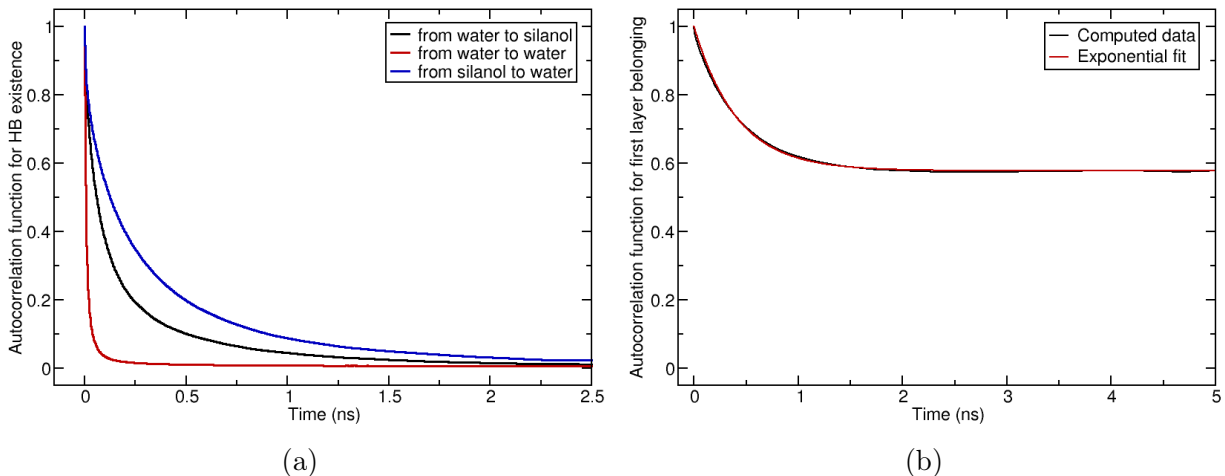 from water to silanol
from water to water
from silanol to water
Autocorrelation function for HB existence
1
0.8
0.6
0.4
0.2
0
0 0.5 1 1.5 2 2.5
Time (ns)
(a)
Computed data
Exponential fit
Autocorrelation function for first layer belonging
1
0.8
0.6
0.4
0.2
0
0 1 2 3 4 5
Time (ns)
(b)